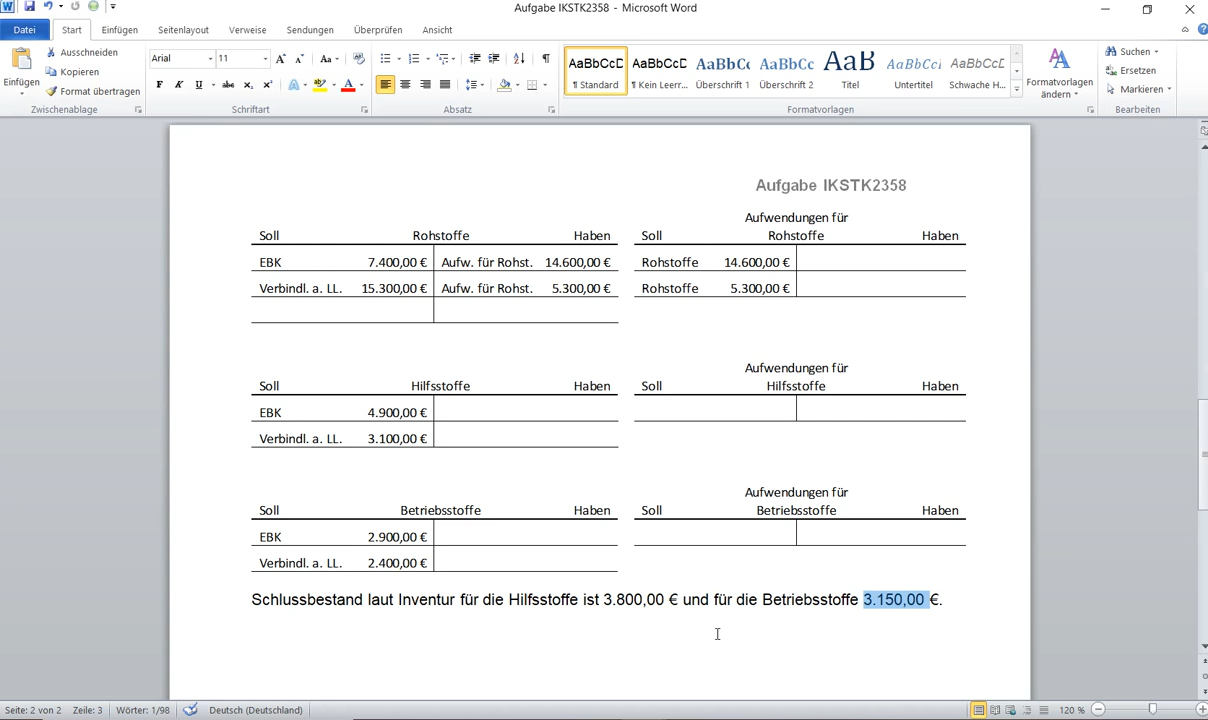 Aufgabe IKSTK2358 - Microsoft Word
Datei Start Einfügen Seitenlayout Verweise Sendungen Überprüfen Ansicht
Einfügen
Ausschneiden
Kopieren
Format übertragen
Zwischenablage
Arial 11
Schriftart
Absatz
AaBbCcD AaBbCcD AaBbCc AaBbCc AaB AaBbCcI AaBbCcD
¶ Standard ¶ Kein Leerr... Überschrift 1 Überschrift 2 Titel Untertitel Schwache H...
Formatvorlagen ändern
Formatvorlagen
Suchen
Ersetzen
Markieren
Bearbeiten
Aufgabe IKSTK2358
Aufwendungen für
Soll Rohstoffe Haben Soll Rohstoffe Haben
EBK 7.400,00 € Aufw. für Rohst. 14.600,00 € Rohstoffe 14.600,00 €
Verbindl. a. LL. 15.300,00 € Aufw. für Rohst. 5.300,00 € Rohstoffe 5.300,00 €
Aufwendungen für
Soll Hilfsstoffe Haben Soll Hilfsstoffe Haben
EBK 4.900,00 €
Verbindl. a. LL. 3.100,00 €
Aufwendungen für
Soll Betriebsstoffe Haben Soll Betriebsstoffe Haben
EBK 2.900,00 €
Verbindl. a. LL. 2.400,00 €
Schlussbestand laut Inventur für die Hilfsstoffe ist 3.800,00 € und für die Betriebsstoffe 3.150,00 €.
Seite: 2 von 2 Zeile: 3 Wörter: 1/98 Deutsch (Deutschland) 120 %